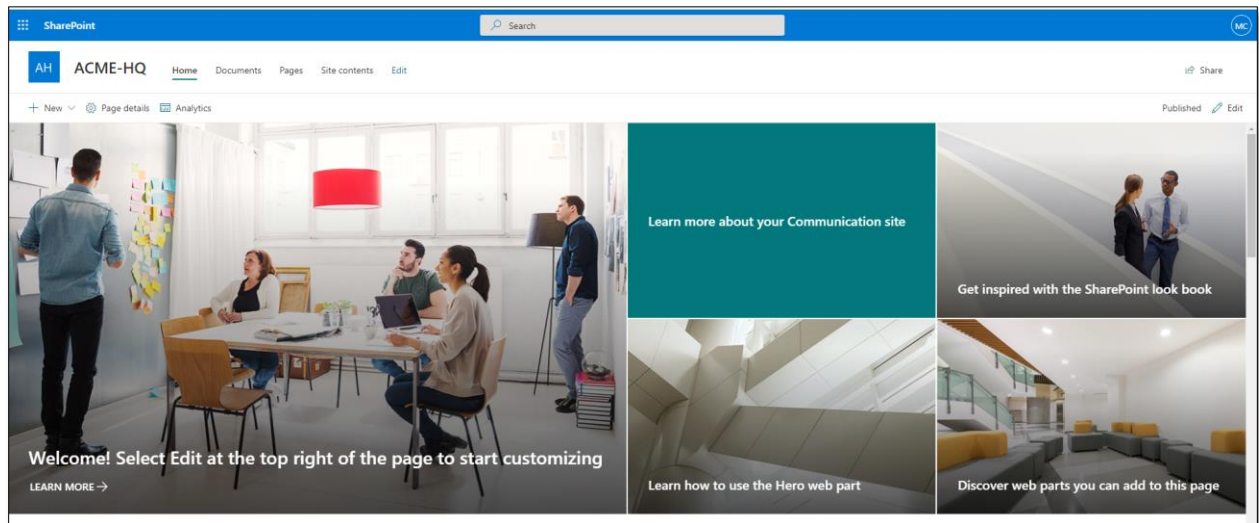 SharePoint
Search
MC
AH
ACME-HQ
Home Documents Pages Site contents Edit
Share
New Page details Analytics
Published Edit
Learn more about your Communication site
Get inspired with the SharePoint look book
Welcome! Select Edit at the top right of the page to start customizing
LEARN MORE →
Learn how to use the Hero web part
Discover web parts you can add to this page